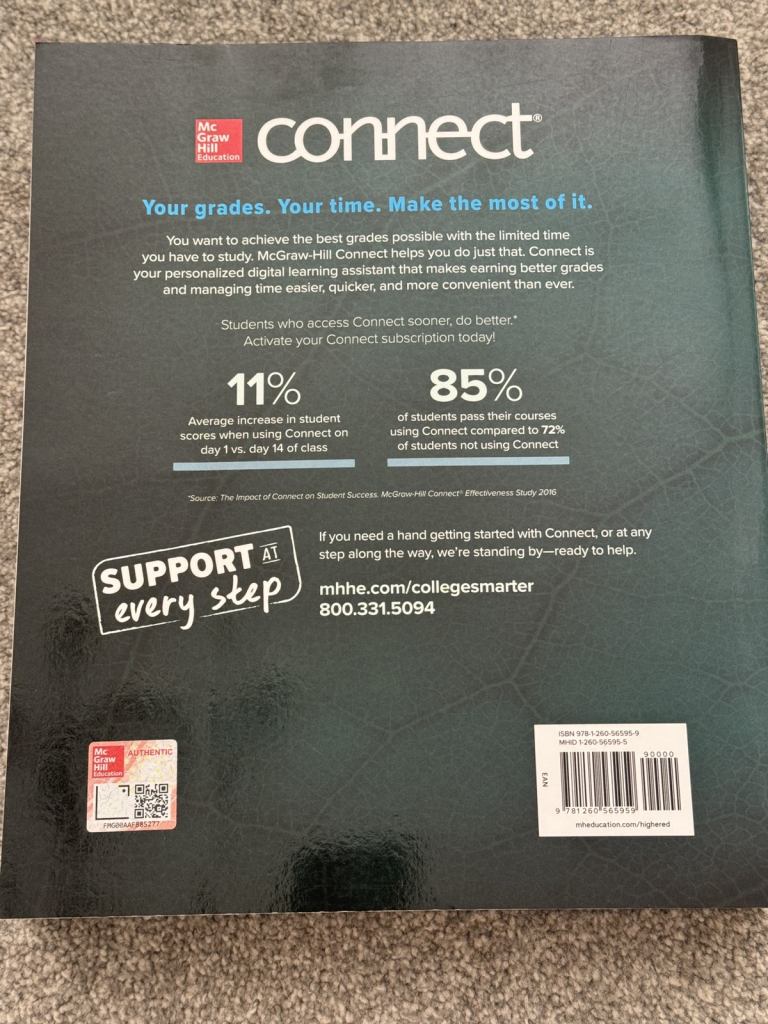 Mc
Graw
Hill
Education
connect®
Your grades. Your time. Make the most of it.
You want to achieve the best grades possible with the limited time
you have to study. McGraw-Hill Connect helps you do just that. Connect is
your personalized digital learning assistant that makes earning better grades
and managing time easier, quicker, and more convenient than ever.
Students who access Connect sooner, do better.*
Activate your Connect subscription today!
11%
Average increase in student
scores when using Connect on
day 1 vs. day 14 of class
85%
of students pass their courses
using Connect compared to 72%
of students not using Connect
*Source: The Impact of Connect on Student Success. McGraw-Hill Connect® Effectiveness Study 2016
SUPPORT AT
every step
If you need a hand getting started with Connect, or at any
step along the way, we're standing by—ready to help.
mhhe.com/collegesmarter
800.331.5094
Mc
Graw
Hill
Education
AUTHENTIC
FMG00AAF885277
ISBN 978-1-260-56595-9
MHID 1-260-56595-5
90000
EAN
9 781260 565959
mheducation.com/highered